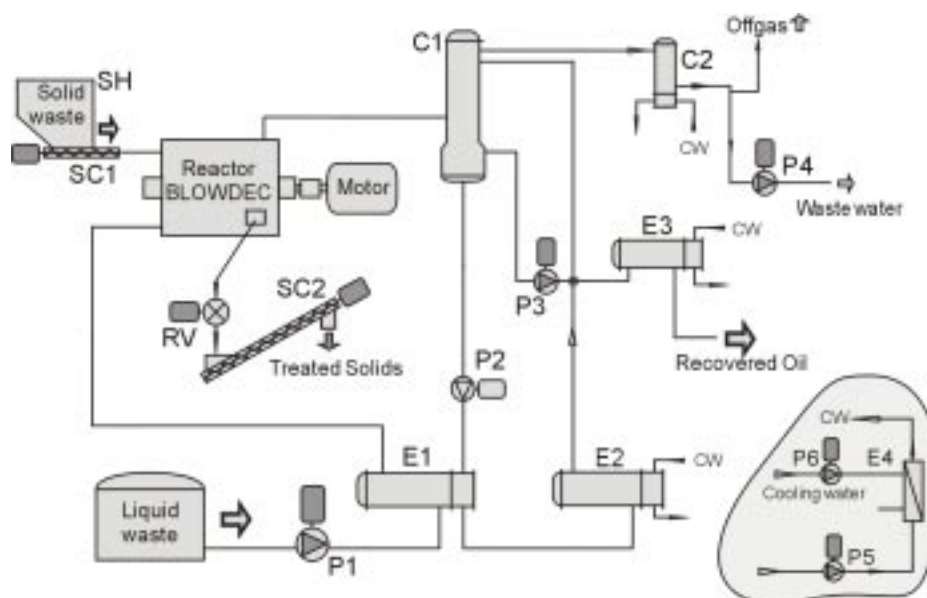 Offgas
C1
C2
SH
Solid
waste
SC1
CW
Reactor
BLOWDEC
Motor
P4
Waste water
E3
CW
SC2
P3
RV
Treated Solids
P2
Recovered Oil
E1
E2
CW
CW
P6
E4
Cooling water
Liquid
waste
P1
P5